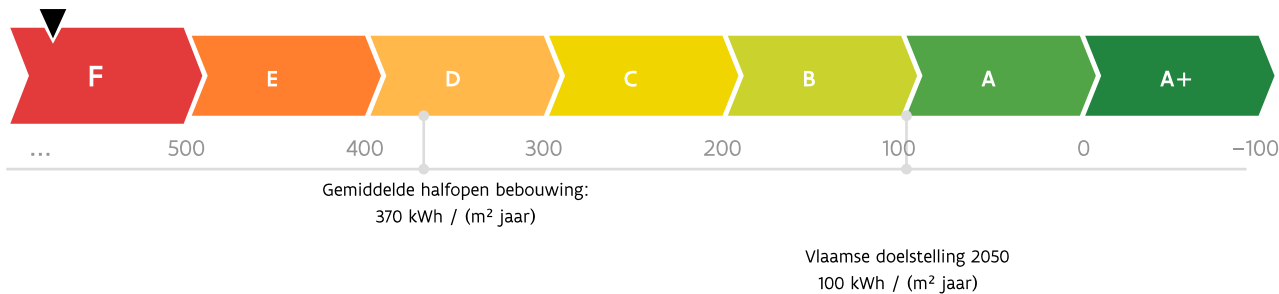 F E D C B A A+
... 500 400 300 200 100 0 –100
Gemiddelde halfopen bebouwing:
370 kWh / (m² jaar)
Vlaamse doelstelling 2050
100 kWh / (m² jaar)